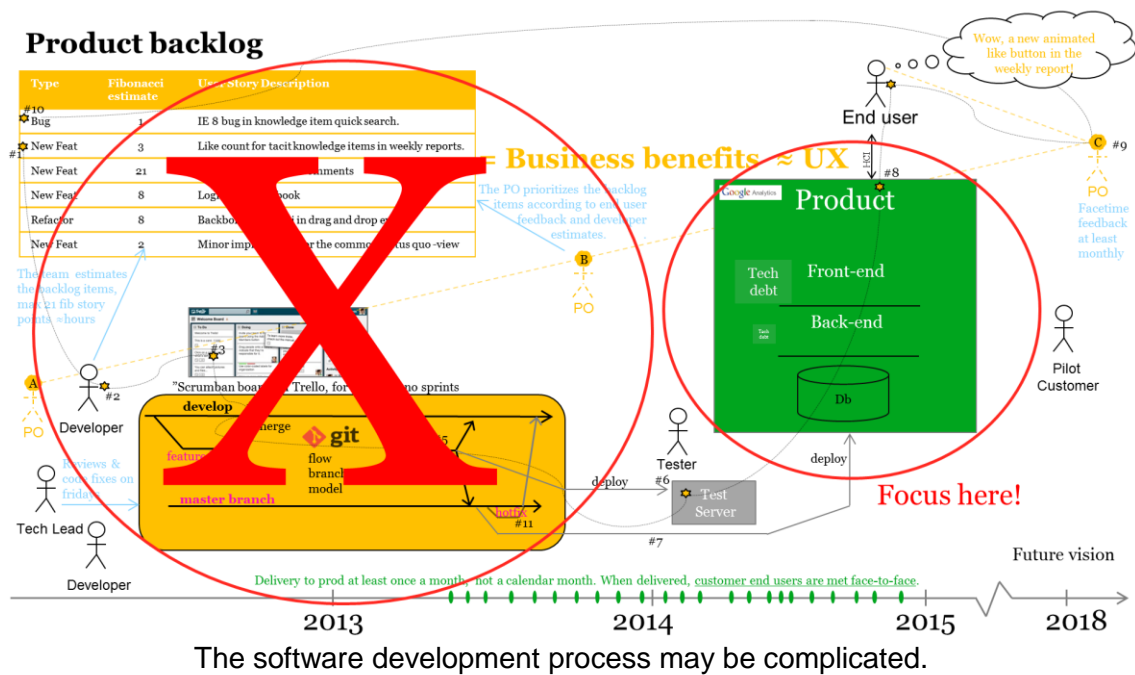 Product backlog
Wow, a new animated
like button in the
weekly report!
Type Fibonacci User Story Description
estimate
#10
Bug 1 IE 8 bug in knowledge item quick search.
#1
New Feat 3 Like count for tacit knowledge items in weekly reports.
New Feat 21
New Feat 8
Refactor 8
New Feat 2
End user
HCI
#8
C #9
PO
Facetime
feedback
at least
monthly
= Business benefits ≈ UX
The PO prioritizes the backlog
items according to end user
feedback and developer
estimates.
B
PO
Google Analytics
Product
Tech
debt
Front-end
Back-end
Tech
debt
Db
The team estimates
the backlog items,
max 21 fib story
points =hours
#3
A
PO
#2
Developer
Pilot
Customer
develop
git
flow
master branch
hotfix
#11
Reviews &
code fixes on
Tech Lead
Developer
Tester
#6
deploy
Test
Server
#7
deploy
Focus here!
Future vision
Delivery to prod at least once a month, not a calendar month. When delivered, customer end users are met face-to-face.
2013 2014 2015 2018
The software development process may be complicated.